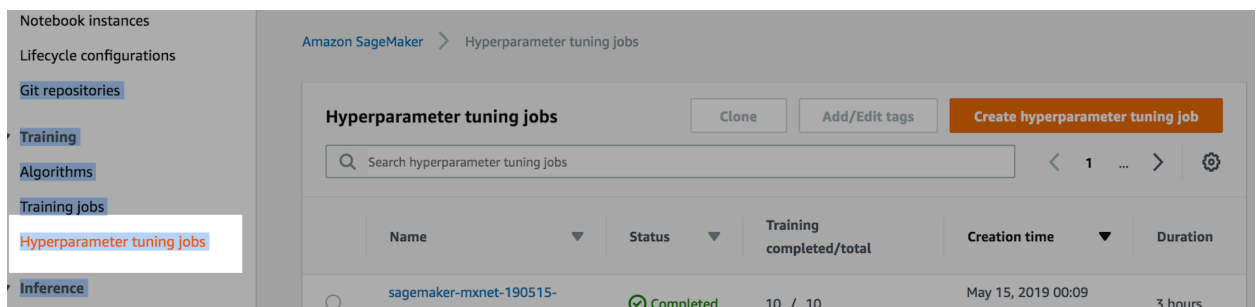 Notebook instances
Lifecycle configurations
Git repositories
Training
Algorithms
Training jobs
Hyperparameter tuning jobs
Inference
Amazon SageMaker > Hyperparameter tuning jobs
Hyperparameter tuning jobs
Clone
Add/Edit tags
Create hyperparameter tuning job
Search hyperparameter tuning jobs
1 ...
Name
Status
Training
completed/total
Creation time
Duration
sagemaker-mxnet-190515-
Completed
10 / 10
May 15, 2019 00:09
3 hours